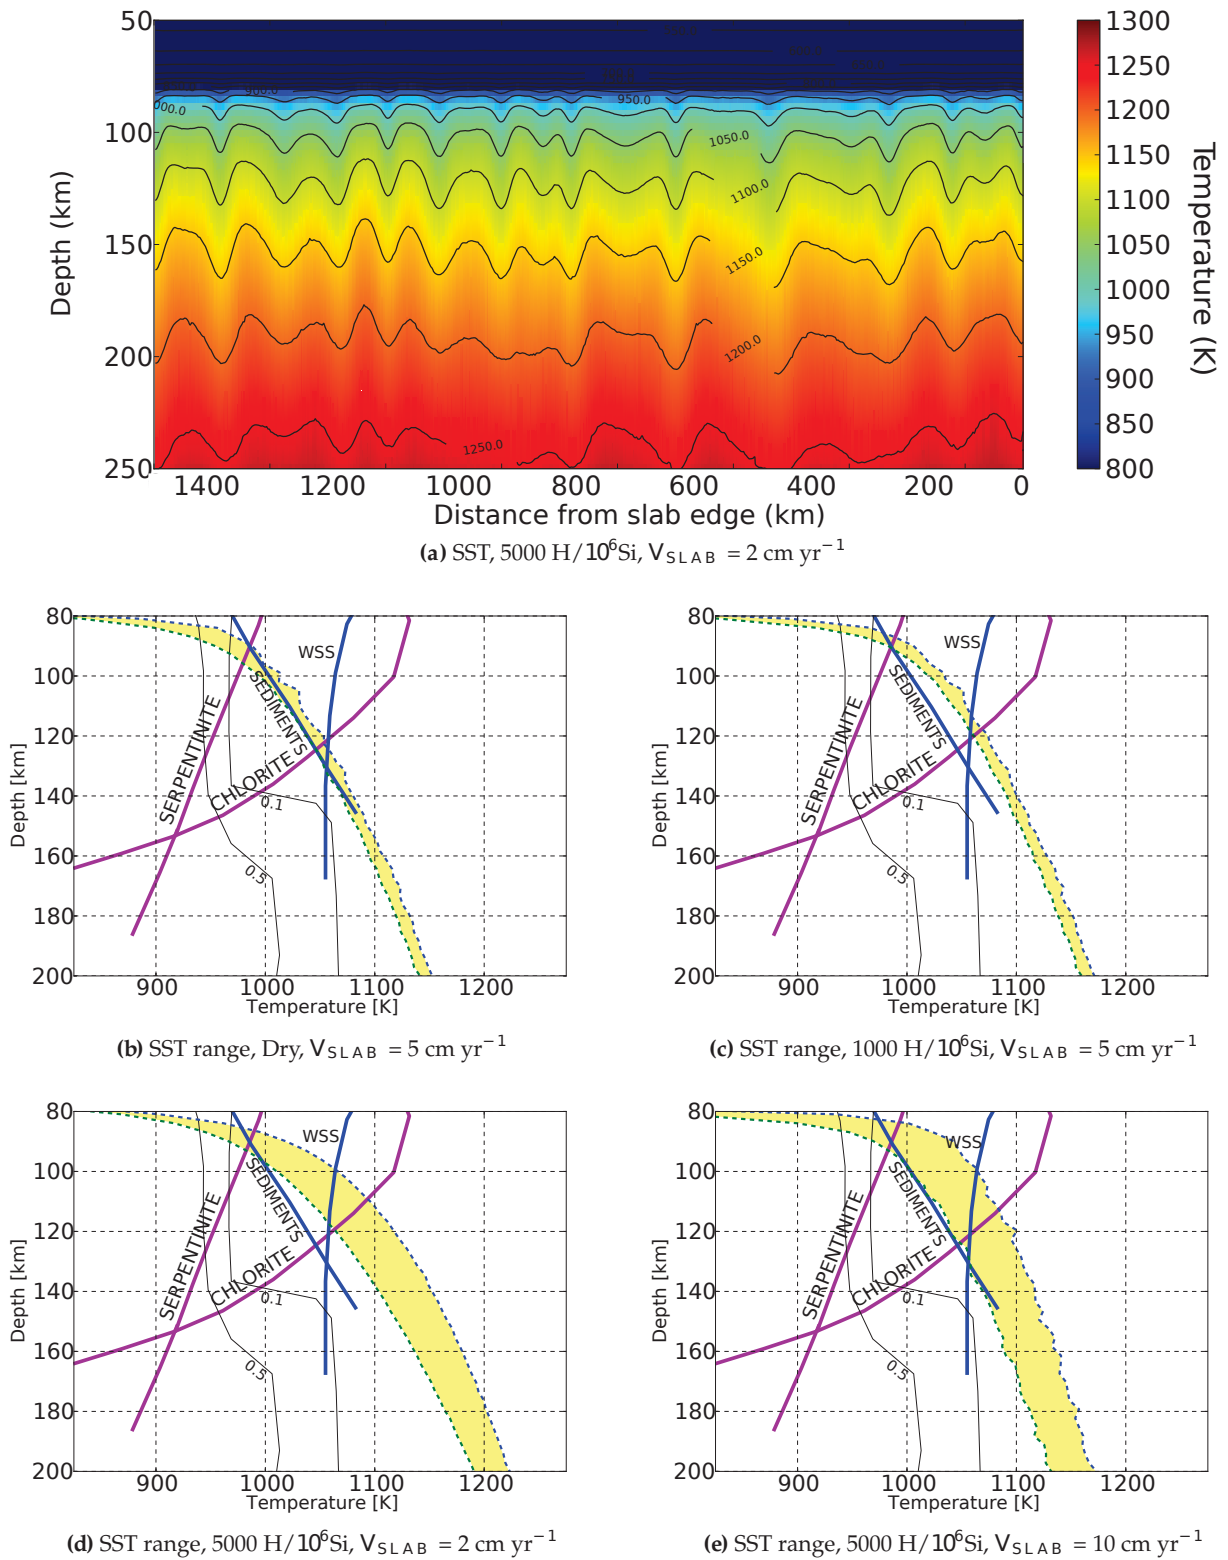 50
100
150
200
250
Depth (km)
900.0
950.0
000.0
1050.0
1100.0
1150.0
1200.0
1250.0
1400 1200 1000 800 600 400 200 0
Distance from slab edge (km)
1300
1250
1200
1150
1100
1050
1000
950
900
850
800
Temperature (K)
(a) SST, 5000 H/10⁶Si, V_SLAB = 2 cm yr⁻¹
80
100
120
140
160
180
200
Depth [km]
WSS
SEDIMENTS
SERPENTINITE
CHLORITE
0.1
0.5
900 1000 1100 1200
Temperature [K]
(b) SST range, Dry, V_SLAB = 5 cm yr⁻¹
80
100
120
140
160
180
200
Depth [km]
WSS
SEDIMENTS
SERPENTINITE
CHLORITE
0.1
0.5
900 1000 1100 1200
Temperature [K]
(c) SST range, 1000 H/10⁶Si, V_SLAB = 5 cm yr⁻¹
80
100
120
140
160
180
200
Depth [km]
WSS
SEDIMENTS
SERPENTINITE
CHLORITE
0.1
0.5
900 1000 1100 1200
Temperature [K]
(d) SST range, 5000 H/10⁶Si, V_SLAB = 2 cm yr⁻¹
80
100
120
140
160
180
200
Depth [km]
WSS
SEDIMENTS
SERPENTINITE
CHLORITE
0.1
0.5
900 1000 1100 1200
Temperature [K]
(e) SST range, 5000 H/10⁶Si, V_SLAB = 10 cm yr⁻¹